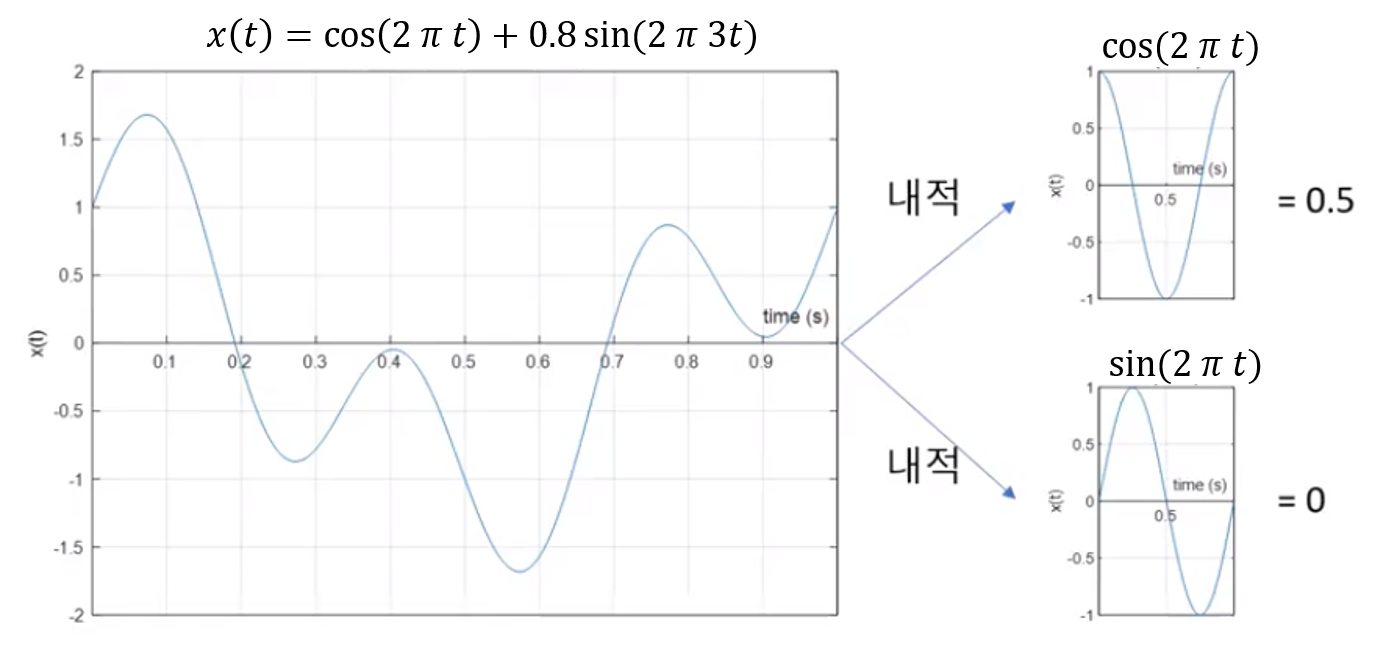 x(t) = cos(2 π t) + 0.8 sin(2 π 3t)
2
1.5
1
0.5
0
-0.5
-1
-1.5
-2
x(t)
0.1 0.2 0.3 0.4 0.5 0.6 0.7 0.8 0.9
time (s)
내적
내적
cos(2 π t)
1
0.5
0
-0.5
-1
x(t)
time (s)
0.5
= 0.5
sin(2 π t)
1
0.5
0
-0.5
-1
x(t)
time (s)
0.5
= 0